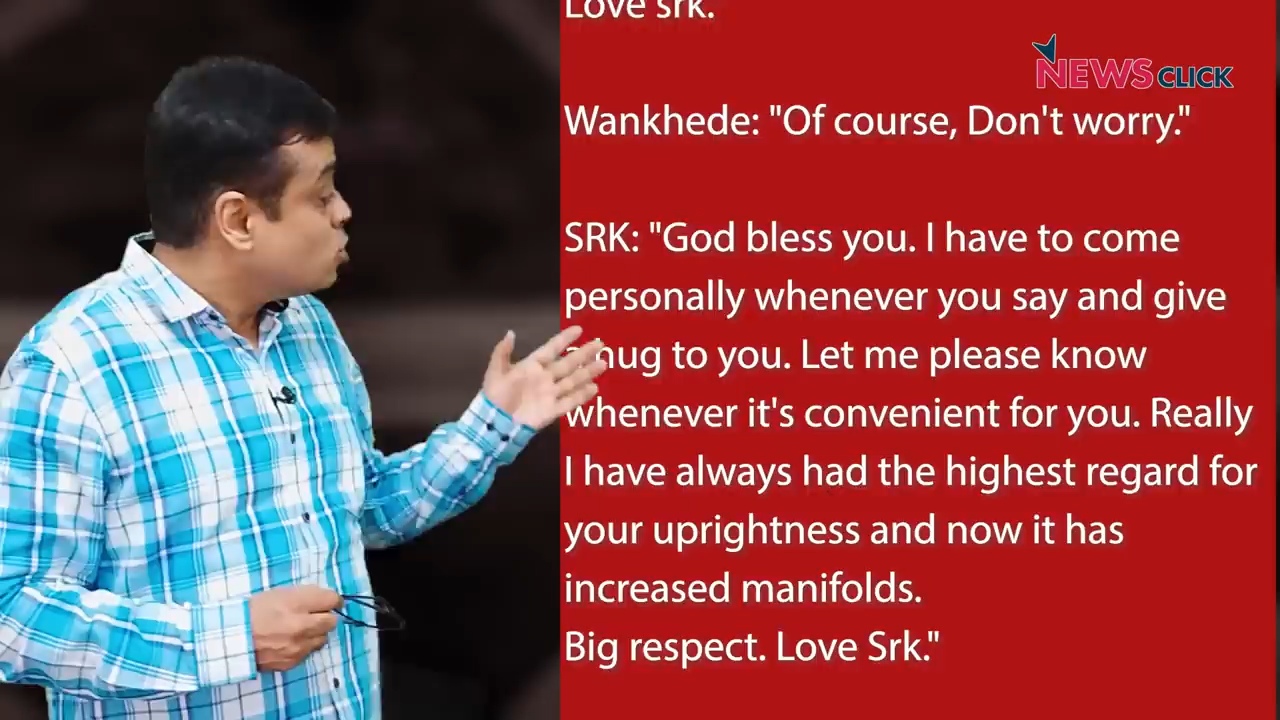 Love srk.
NEWSCLICK
Wankhede: "Of course, Don't worry."
SRK: "God bless you. I have to come
personally whenever you say and give
a hug to you. Let me please know
whenever it's convenient for you. Really
I have always had the highest regard for
your uprightness and now it has
increased manifolds.
Big respect. Love Srk."